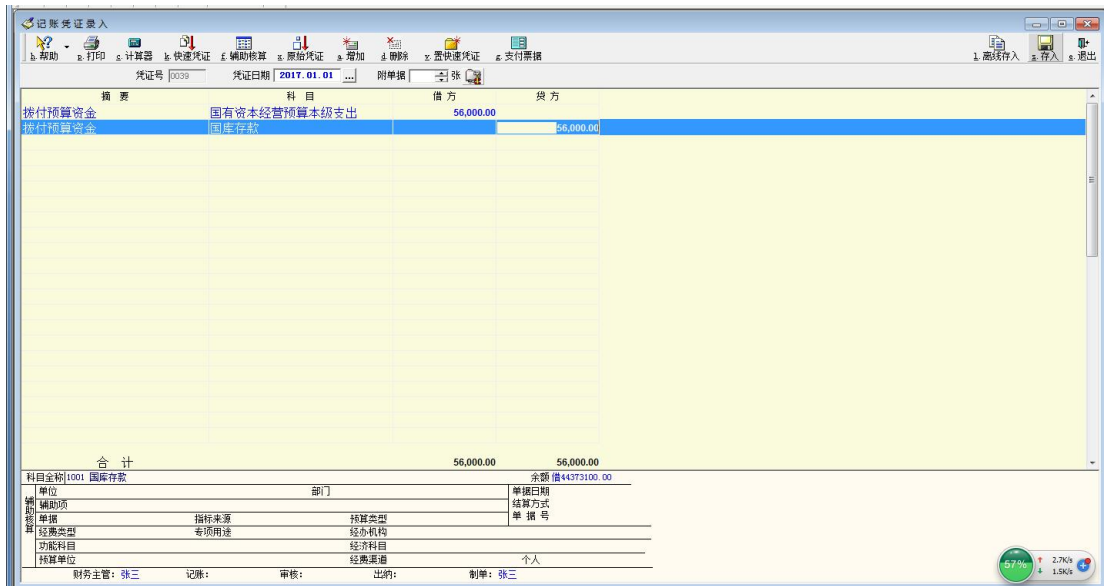 记账凭证录入
h.帮助 p.打印 c.计算器 k.快速凭证 f.辅助核算 x.原始凭证 a.增加 d.删除 v.置快速凭证 g.支付票据 l.离线存入 s.存入 e.退出
凭证号 0039 凭证日期 2017.01.01 ... 附单据 张
摘 要 科 目 借 方 贷 方
拨付预算资金 国有资本经营预算本级支出 56,000.00
拨付预算资金 国库存款 56,000.00
合 计 56,000.00 56,000.00
科目全称 1001 国库存款 余额 借44373100.00
辅助核算
单位 部门 单据日期
辅助项 结算方式
单据 指标来源 预算类型 单 据 号
经费类型 专项用途 经办机构
功能科目 经济科目
预算单位 经费渠道 个人
财务主管: 张三 记账: 审核: 出纳: 制单: 张三
57% 2.7K/s
1.5K/s